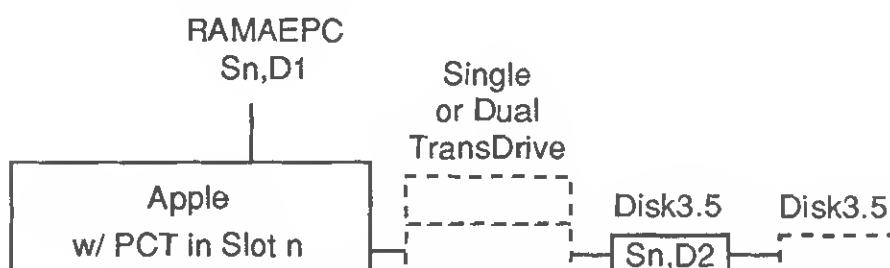 RAMAEPC
Sn,D1
Single
or Dual
TransDrive
Apple
w/ PCT in Slot n
Disk3.5
Sn,D2
Disk3.5